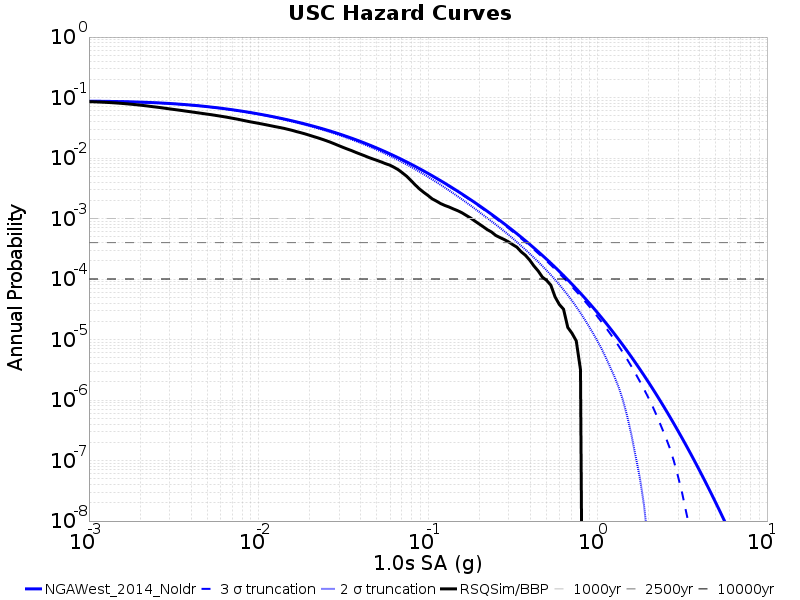 USC Hazard Curves
Annual Probability
10^0
10^-1
10^-2
10^-3
10^-4
10^-5
10^-6
10^-7
10^-8
10^-3 10^-2 10^-1 10^0 10^1
1.0s SA (g)
NGAWest_2014_NoIdr 3 σ truncation 2 σ truncation RSQSim/BBP 1000yr 2500yr 10000yr